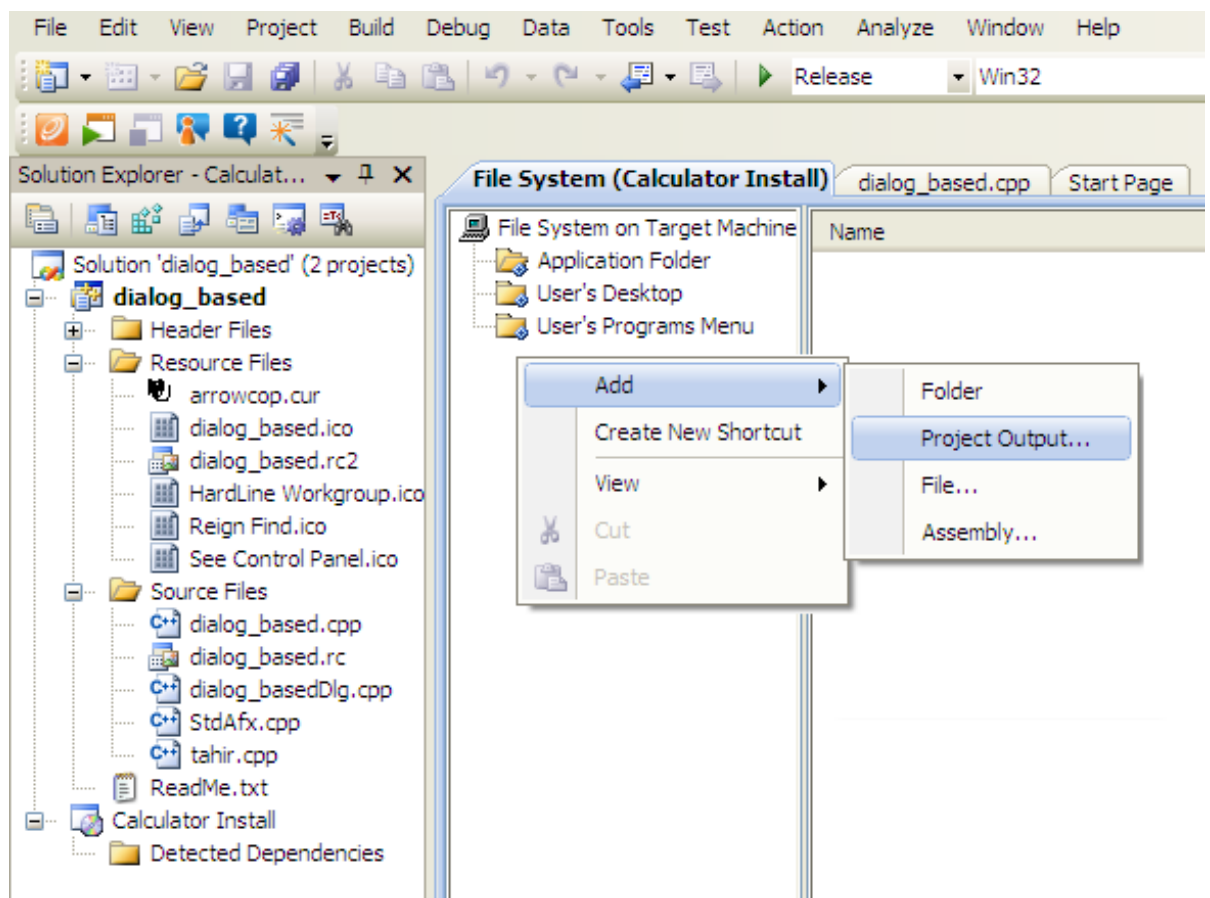 File Edit View Project Build Debug Data Tools Test Action Analyze Window Help
Release Win32
Solution Explorer - Calculat...
File System (Calculator Install) dialog_based.cpp Start Page
File System on Target Machine
Application Folder
User's Desktop
User's Programs Menu
Name
Solution 'dialog_based' (2 projects)
dialog_based
Header Files
Resource Files
arrowcop.cur
dialog_based.ico
dialog_based.rc2
HardLine Workgroup.ico
Reign Find.ico
See Control Panel.ico
Source Files
dialog_based.cpp
dialog_based.rc
dialog_basedDlg.cpp
StdAfx.cpp
tahir.cpp
ReadMe.txt
Calculator Install
Detected Dependencies
Add
Create New Shortcut
View
Cut
Paste
Folder
Project Output...
File...
Assembly...